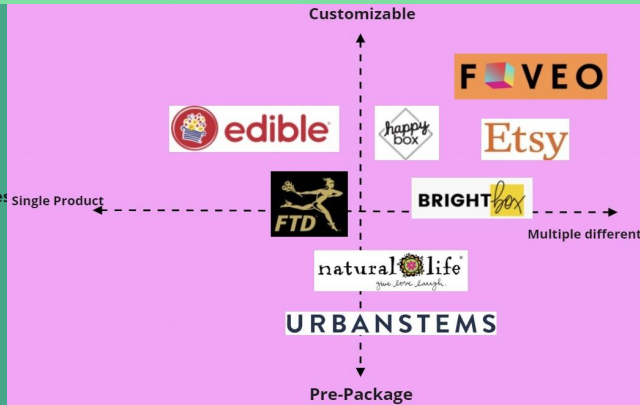 Customizable
FOVEO
edible
happy
box
Etsy
es
Single Product
FTD
BRIGHT box
Multiple different
natural life
give love laugh.
URBANSTEMS
Pre-Package